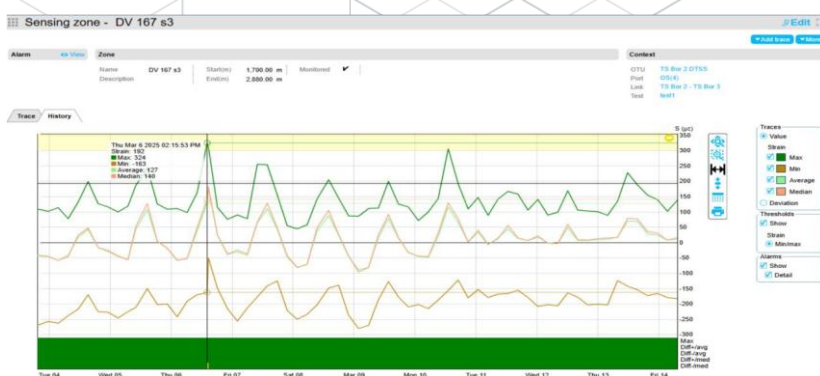 Sensing zone - DV 167 s3
Edit
Add trace
More
Alarm
View
Zone
Context
Name DV 167 s3 Start(m) 1,790.00 m Monitored ✔
Description End(m) 2,880.00 m
OTU TS Bor 2 DTSS
Port OS(4)
Link TS Bor 2 - TS Bor 3
Test test1
Trace History
S (µt)
Thu Mar 6 2025 02:15:53 PM
Strain: 192
Max: 324
Min: -163
Average: 127
Median: 140
350
300
250
200
150
100
50
0
-50
-100
-150
-200
-250
-300
Max
Diff+/avg
Diff-/avg
Diff+/med
Diff-/med
Tue 04 Wed 05 Thu 06 Fri 07 Sat 08 Mar 09 Mon 10 Tue 11 Wed 12 Thu 13 Fri 14
Traces
Value
Strain
Max
Min
Average
Median
Deviation
Thresholds
Show
Strain
Min/max
Alarms
Show
Detail